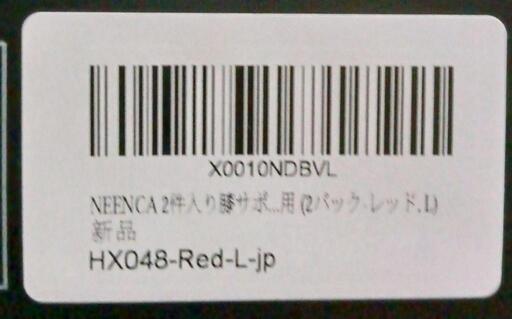 X0010NDBVL
NEENCA 2件入り膝サポ...用 (2パック-レッド, L)
新品
HX048-Red-L-jp